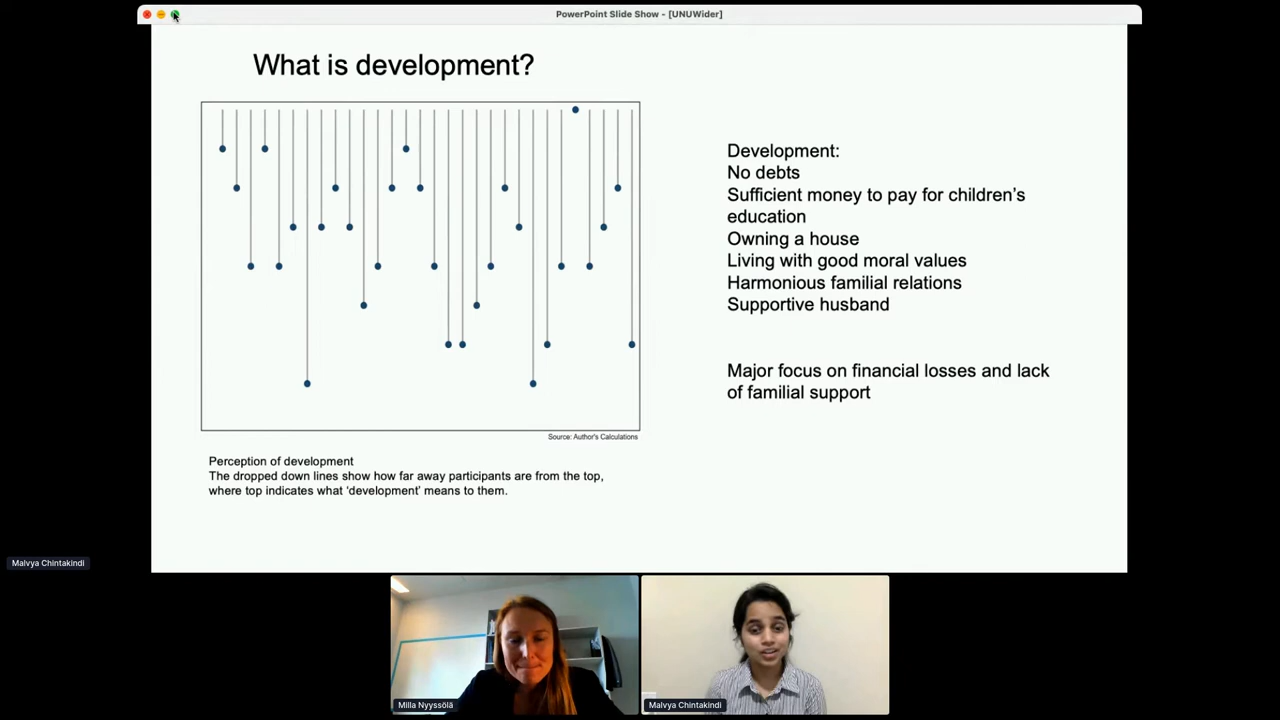 PowerPoint Slide Show - [UNUWider]
What is development?
Development:
No debts
Sufficient money to pay for children's
education
Owning a house
Living with good moral values
Harmonious familial relations
Supportive husband
Major focus on financial losses and lack
of familial support
Source: Author's Calculations
Perception of development
The dropped down lines show how far away participants are from the top,
where top indicates what ‘development’ means to them.
Malvya Chintakindi
Milla Nyyssölä
Malvya Chintakindi